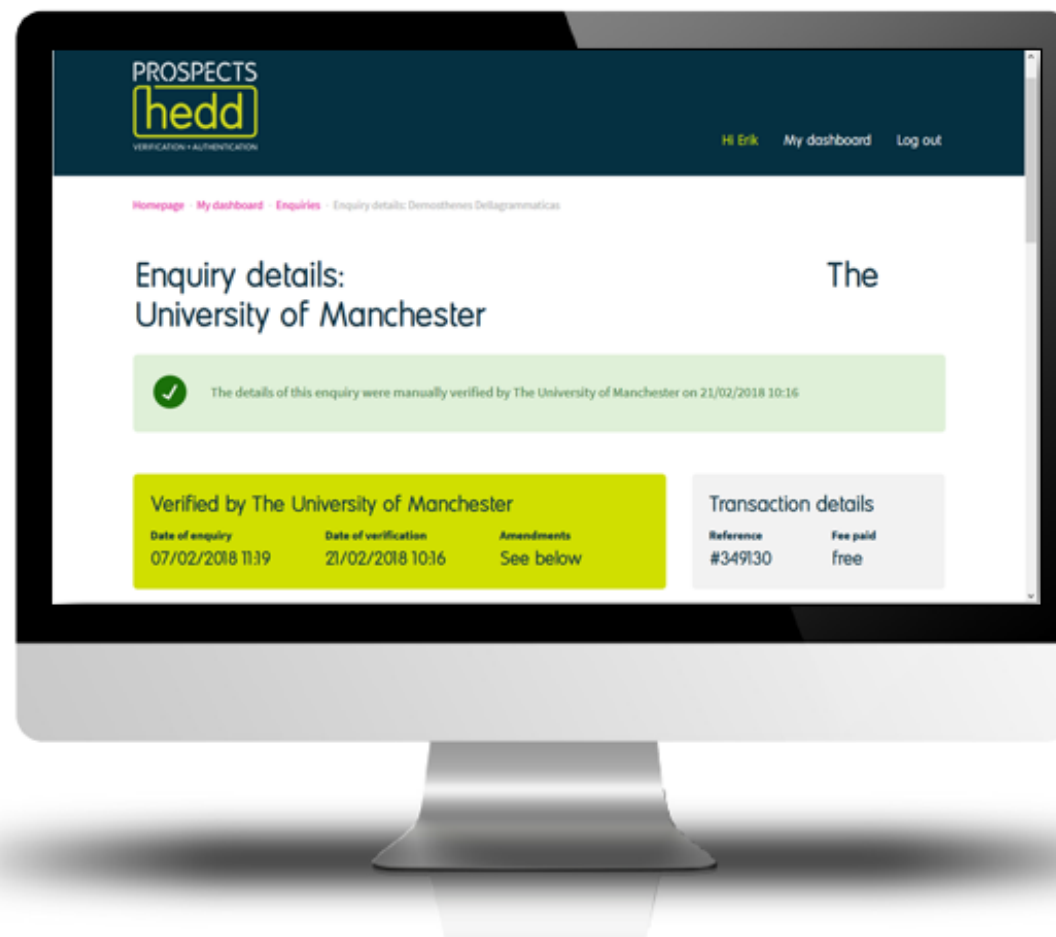 PROSPECTS
hedd
VERIFICATION + AUTHENTICATION
Hi Erik My dashboard Log out
Homepage · My dashboard · Enquiries · Enquiry details: Demosthenes Dellagrammaticas
Enquiry details: The
University of Manchester
The details of this enquiry were manually verified by The University of Manchester on 21/02/2018 10:16
Verified by The University of Manchester
Date of enquiry Date of verification Amendments
07/02/2018 11:19 21/02/2018 10:16 See below
Transaction details
Reference Fee paid
#349130 free